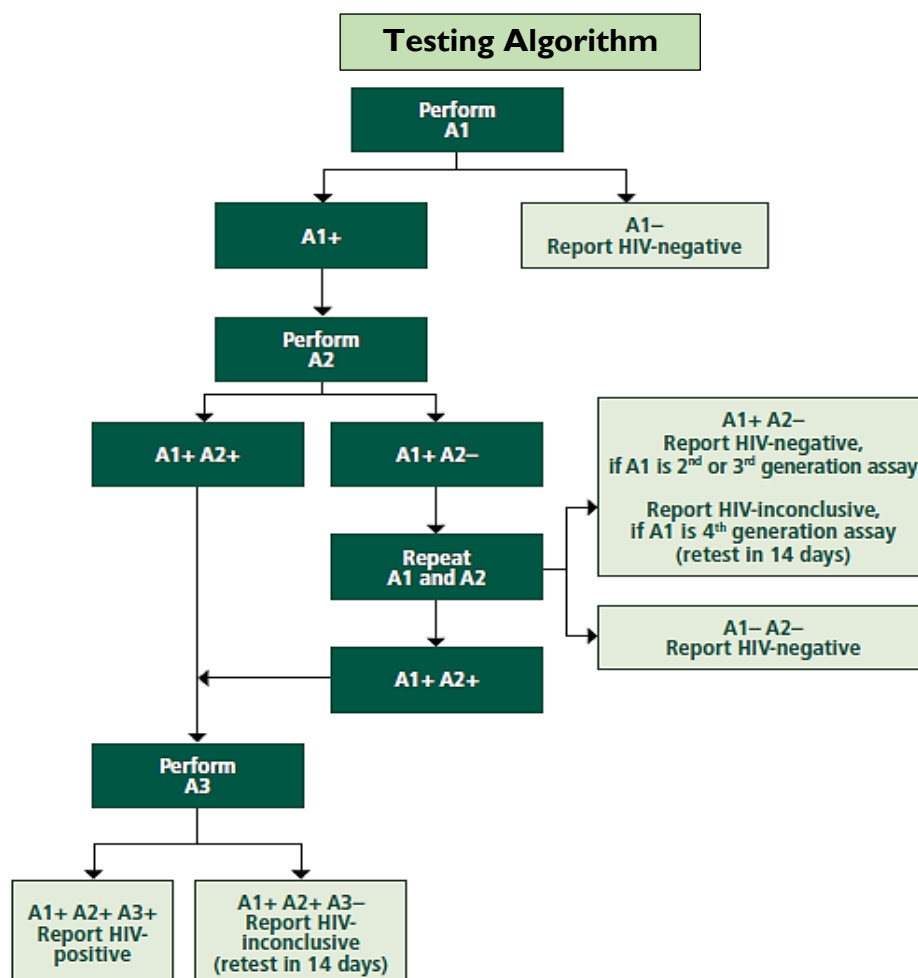 Testing Algorithm
Perform
A1
A1+
A1–
Report HIV-negative
Perform
A2
A1+ A2+
A1+ A2–
A1+ A2–
Report HIV-negative,
if A1 is 2nd or 3rd generation assay
Report HIV-inconclusive,
if A1 is 4th generation assay
(retest in 14 days)
Repeat
A1 and A2
A1– A2–
Report HIV-negative
A1+ A2+
Perform
A3
A1+ A2+ A3+
Report HIV-
positive
A1+ A2+ A3–
Report HIV-
inconclusive
(retest in 14 days)